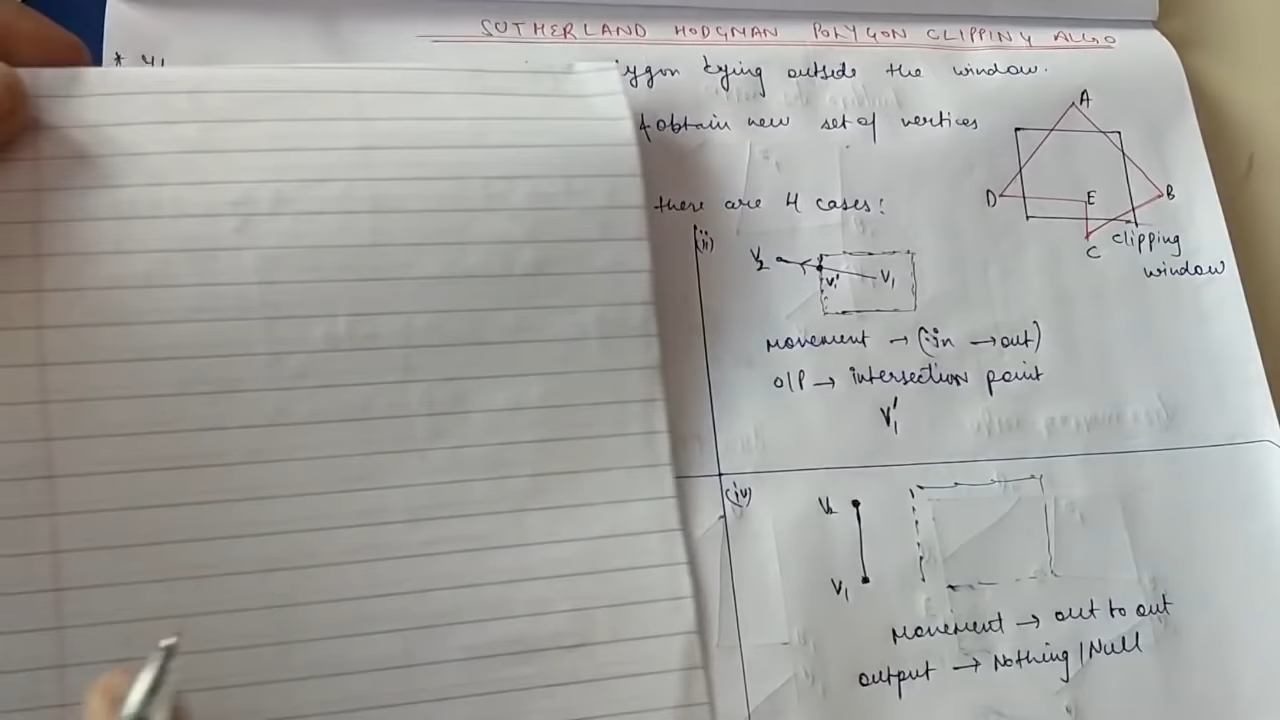 SUTHERLAND HODGMAN POLYGON CLIPPING ALGO
ygon lying outside the window.
& obtain new set of vertices
there are 4 cases:
A
D
E
B
C
clipping window
(ii)
V2
V1'
V1
Movement → (in → out)
O/P → intersection point
V1'
(iv)
V2
V1
Movement → out to out
output → Nothing | Null